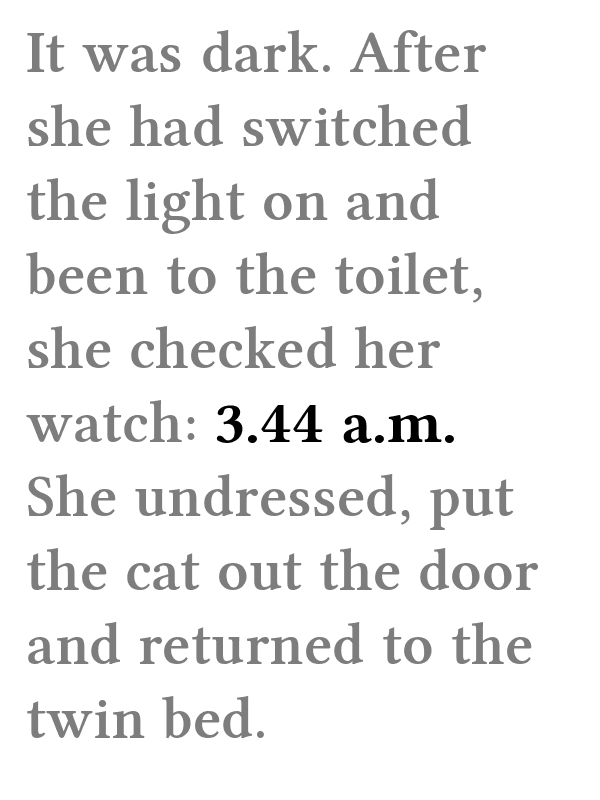 It was dark. After
she had switched
the light on and
been to the toilet,
she checked her
watch: 3.44 a.m.
She undressed, put
the cat out the door
and returned to the
twin bed.